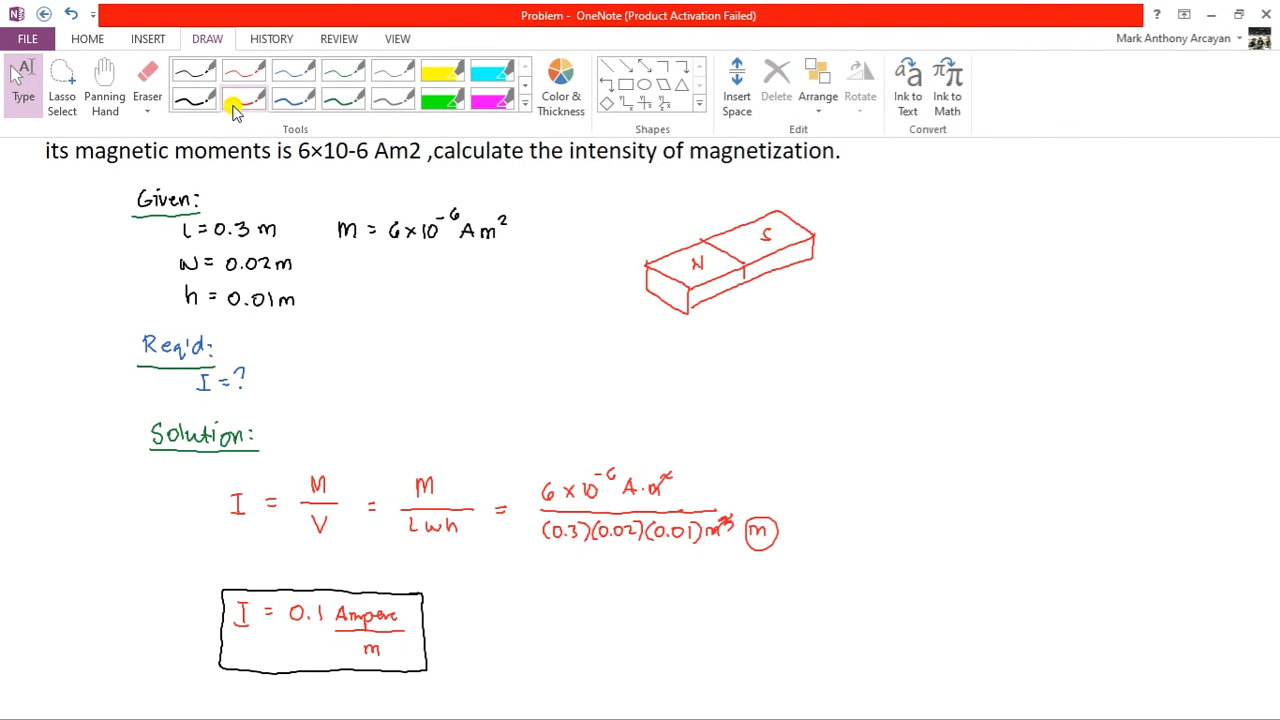 Problem - OneNote (Product Activation Failed)
FILE HOME INSERT DRAW HISTORY REVIEW VIEW
Mark Anthony Arcayan
Type
Lasso Select
Panning Hand
Eraser
Color & Thickness
Insert Space
Delete
Arrange
Rotate
Ink to Text
Ink to Math
Tools
Shapes
Edit
Convert
its magnetic moments is 6×10-6 Am2 ,calculate the intensity of magnetization.
Given:
l = 0.3 m M = 6 × 10⁻⁶ A m²
W = 0.02 m
h = 0.01 m
N S
Req'd:
I = ?
Solution:
I = M/V = M/lwh = 6 × 10⁻⁶ A·m²/(0.3)(0.02)(0.01) m³ m
I = 0.1 Ampere/m